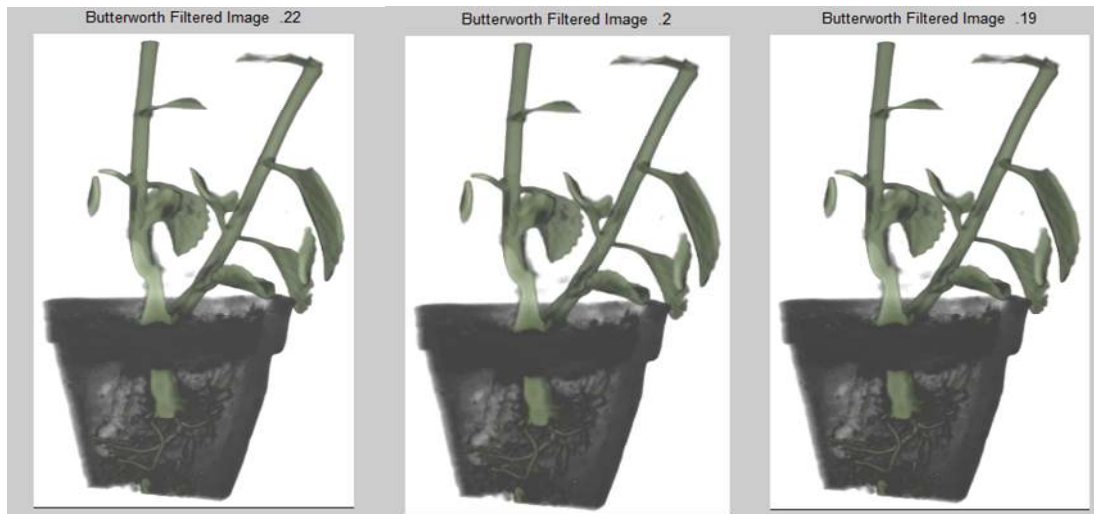 Butterworth Filtered Image .22
Butterworth Filtered Image .2
Butterworth Filtered Image .19